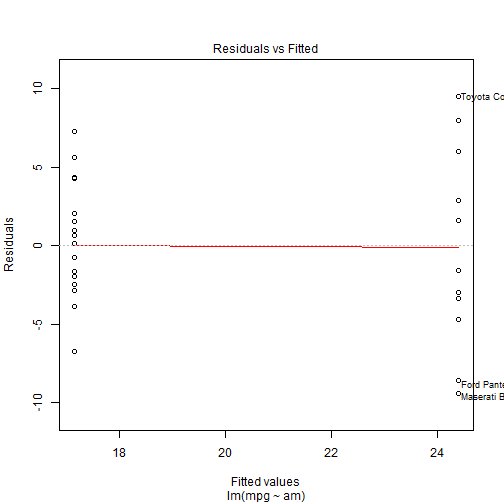 Residuals vs Fitted
10
5
0
-5
-10
Residuals
Toyota Co
Ford Pante
Maserati B
18
20
22
24
Fitted values
lm(mpg ~ am)